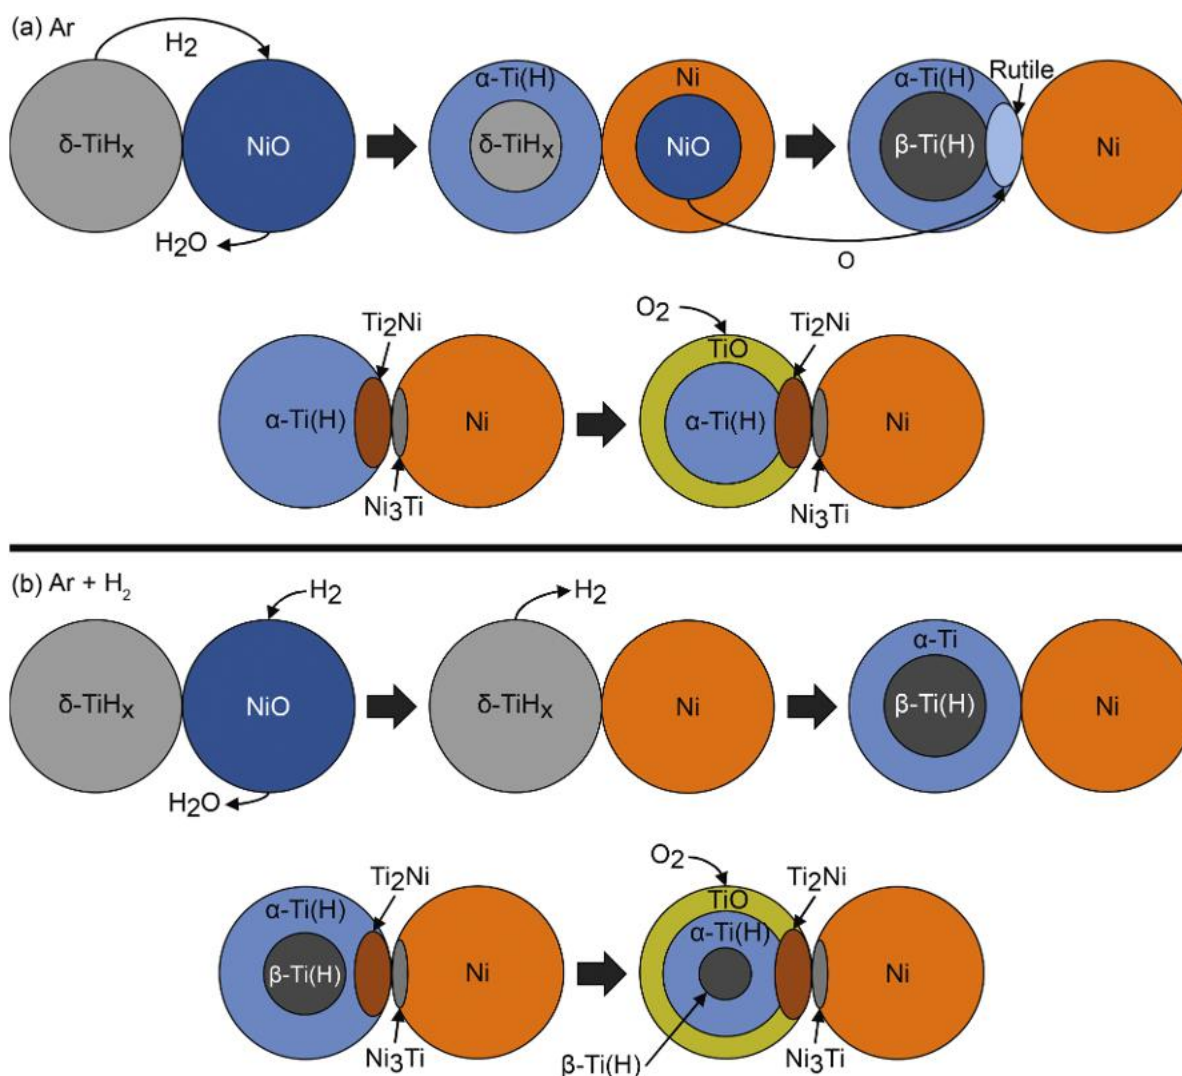 (a) Ar
H₂
δ-TiHₓ
NiO
H₂O
α-Ti(H)
δ-TiHₓ
Ni
NiO
α-Ti(H)
Rutile
β-Ti(H)
Ni
O
Ti₂Ni
α-Ti(H)
Ni
Ni₃Ti
O₂
TiO
Ti₂Ni
α-Ti(H)
Ni
Ni₃Ti
(b) Ar + H₂
H₂
δ-TiHₓ
NiO
H₂O
H₂
δ-TiHₓ
Ni
α-Ti
β-Ti(H)
Ni
Ti₂Ni
α-Ti(H)
β-Ti(H)
Ni
Ni₃Ti
O₂
TiO
Ti₂Ni
α-Ti(H)
Ni
β-Ti(H)
Ni₃Ti